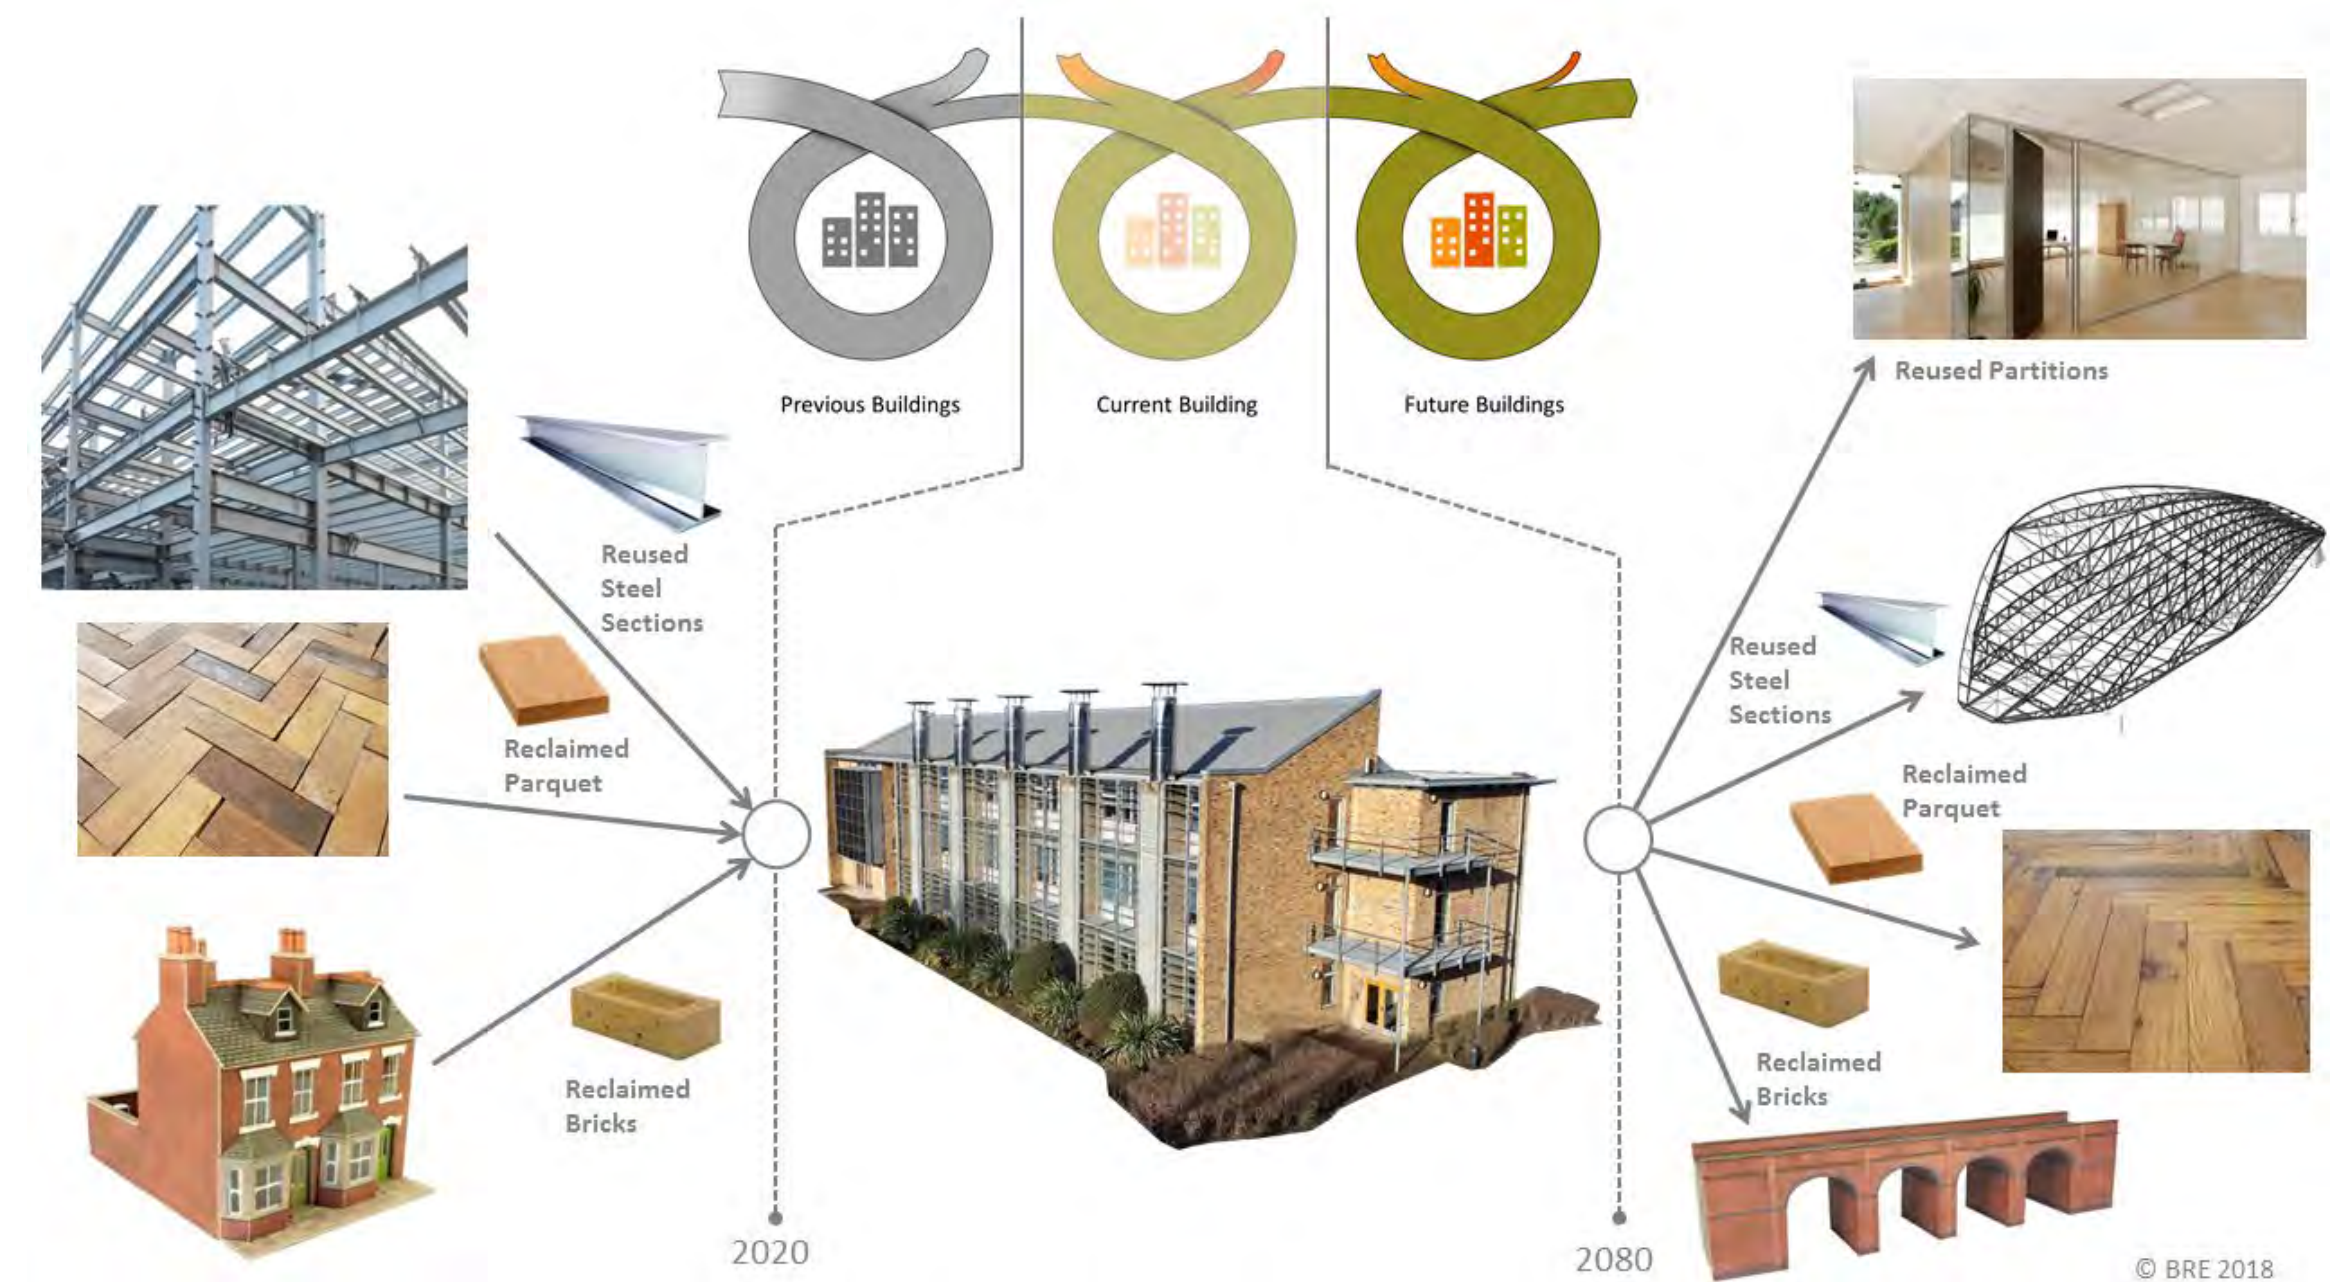 Previous Buildings
Current Building
Future Buildings
Reused
Steel
Sections
Reclaimed
Parquet
Reclaimed
Bricks
2020
Reused Partitions
Reused
Steel
Sections
Reclaimed
Parquet
Reclaimed
Bricks
2080
© BRE 2018